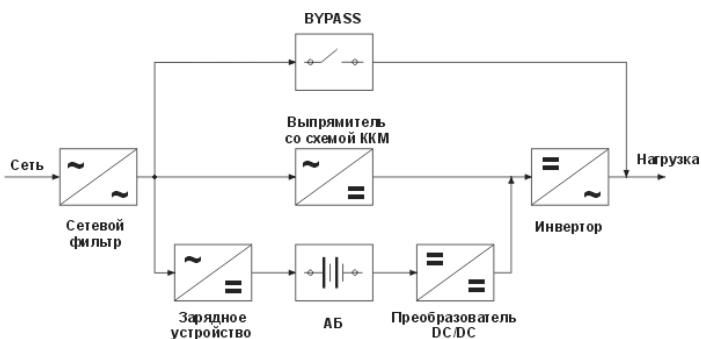 BYPASS
Выпрямитель
со схемой ККМ
Сеть
Нагрузка
Сетевой
фильтр
Инвертор
Зарядное
устройство
АБ
Преобразователь
DC/DC